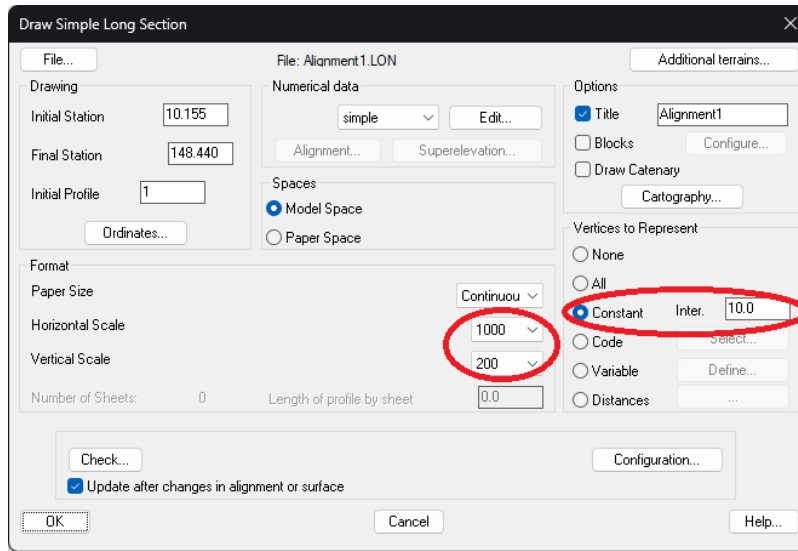 Draw Simple Long Section
File...
File: Alignment1.LON
Additional terrains...
Drawing
Initial Station 10.155
Final Station 148.440
Initial Profile 1
Ordinates...
Numerical data
simple Edit...
Alignment... Superelevation...
Spaces
Model Space
Paper Space
Options
Title Alignment1
Blocks Configure...
Draw Catenary
Cartography...
Vertices to Represent
None
All
Constant Inter. 10.0
Code Select...
Variable Define...
Distances ...
Format
Paper Size Continuou
Horizontal Scale 1000
Vertical Scale 200
Number of Sheets: 0 Length of profile by sheet 0.0
Check... Configuration...
Update after changes in alignment or surface
OK Cancel Help...